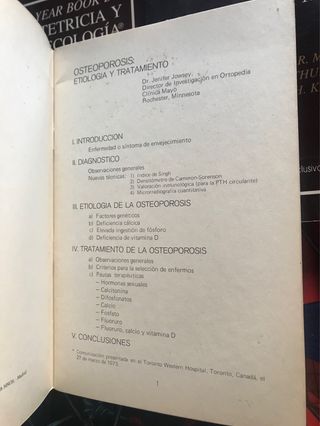 YEAR BOOK
OSTEOPOROSIS:
ETIOLOGIA Y TRATAMIENTO
Dr. Jenifer Jowsey
Director de Investigación en Ortopedia
Clínica Mayo
Rochester, Minnesota
I. INTRODUCCION
Enfermedad o síntoma de envejecimiento
II. DIAGNOSTICO
Observaciones generales
Nuevas técnicas: 1) Indice de Singh
2) Densitómetro de Cameron-Sorenson
3) Valoración inmunológica (para la PTH circulante)
4) Microrradiografía cuantitativa
III. ETIOLOGIA DE LA OSTEOPOROSIS
a) Factores genéticos
b) Deficiencia cálcica
c) Elevada ingestión de fósforo
d) Deficiencia de vitamina D
IV. TRATAMIENTO DE LA OSTEOPOROSIS
a) Observaciones generales
b) Criterios para la selección de enfermos
c) Pautas terapéuticas
— Hormonas sexuales
— Calcitonina
— Difosfonatos
— Calcio
— Fosfato
— Fluoruro
— Fluoruro, calcio y vitamina D
V. CONCLUSIONES
* Comunicación presentada en el Toronto Western Hospital, Toronto, Canadá, el
27 de marzo de 1973.
1
Madrid